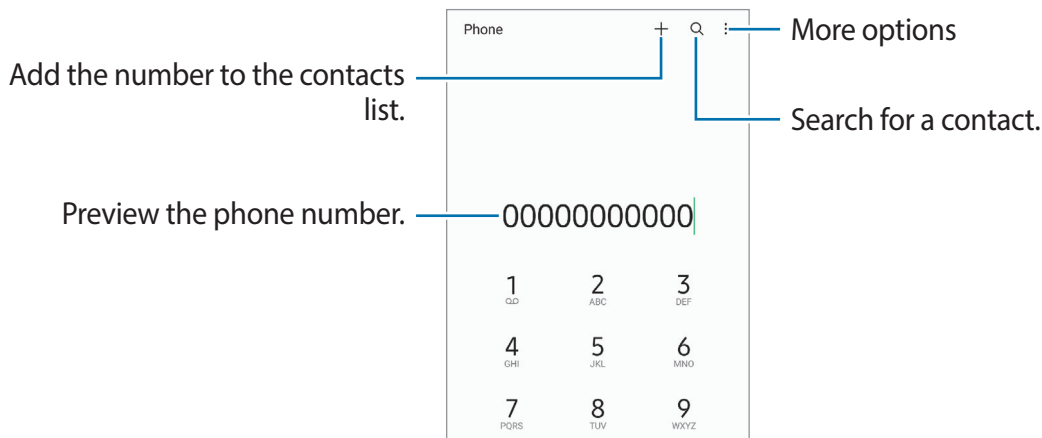 Phone
More options
Add the number to the contacts
list.
Search for a contact.
Preview the phone number.
00000000000
1 2 3
ABC DEF
4 5 6
GHI JKL MNO
7 8 9
PQRS TUV WXYZ